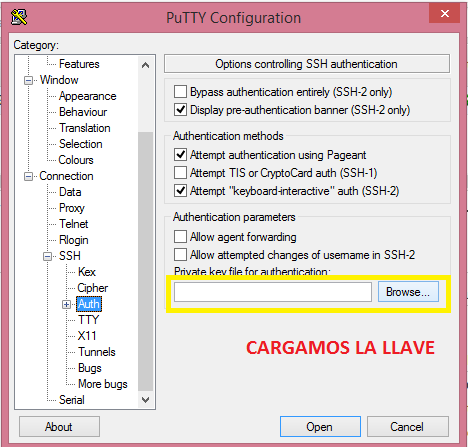 PuTTY Configuration
Category:
Features
Window
Appearance
Behaviour
Translation
Selection
Colours
Connection
Data
Proxy
Telnet
Rlogin
SSH
Kex
Cipher
Auth
TTY
X11
Tunnels
Bugs
More bugs
Serial
Options controlling SSH authentication
Bypass authentication entirely (SSH-2 only)
Display pre-authentication banner (SSH-2 only)
Authentication methods
Attempt authentication using Pageant
Attempt TIS or CryptoCard auth (SSH-1)
Attempt "keyboard-interactive" auth (SSH-2)
Authentication parameters
Allow agent forwarding
Allow attempted changes of username in SSH-2
Private key file for authentication:
Browse...
CARGAMOS LA LLAVE
About
Open
Cancel